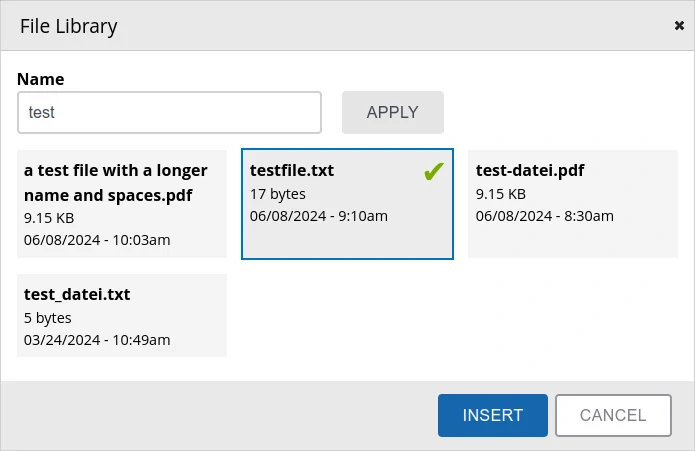 File Library
Name
test
APPLY
a test file with a longer
name and spaces.pdf
9.15 KB
06/08/2024 - 10:03am
testfile.txt
17 bytes
06/08/2024 - 9:10am
test-datei.pdf
9.15 KB
06/08/2024 - 8:30am
test_datei.txt
5 bytes
03/24/2024 - 10:49am
INSERT
CANCEL